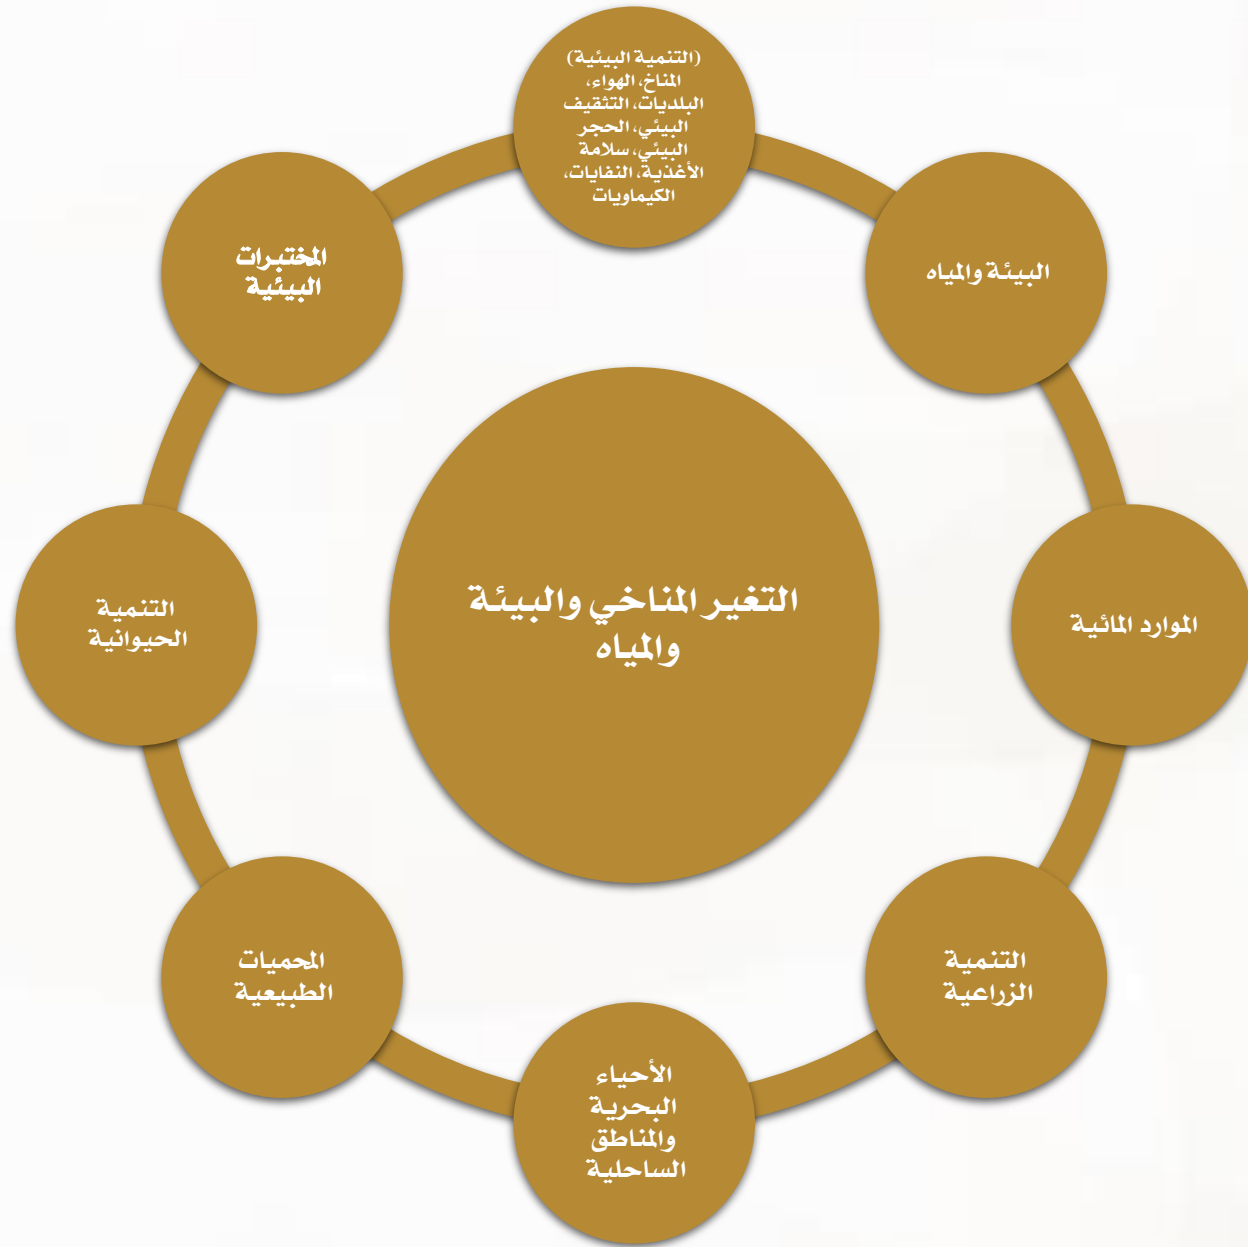 (التنمية البيئية)
المناخ، الهواء،
البلديات، التثقيف
البيئي، الحجر
البيئي، سلامة
الأغذية، النفايات،
الكيماويات
البيئة والمياه
الموارد المائية
التنمية
الزراعية
الأحياء
البحرية
والمناطق
الساحلية
المحميات
الطبيعية
التنمية
الحيوانية
المختبرات
البيئية
التغير المناخي والبيئة
والمياه